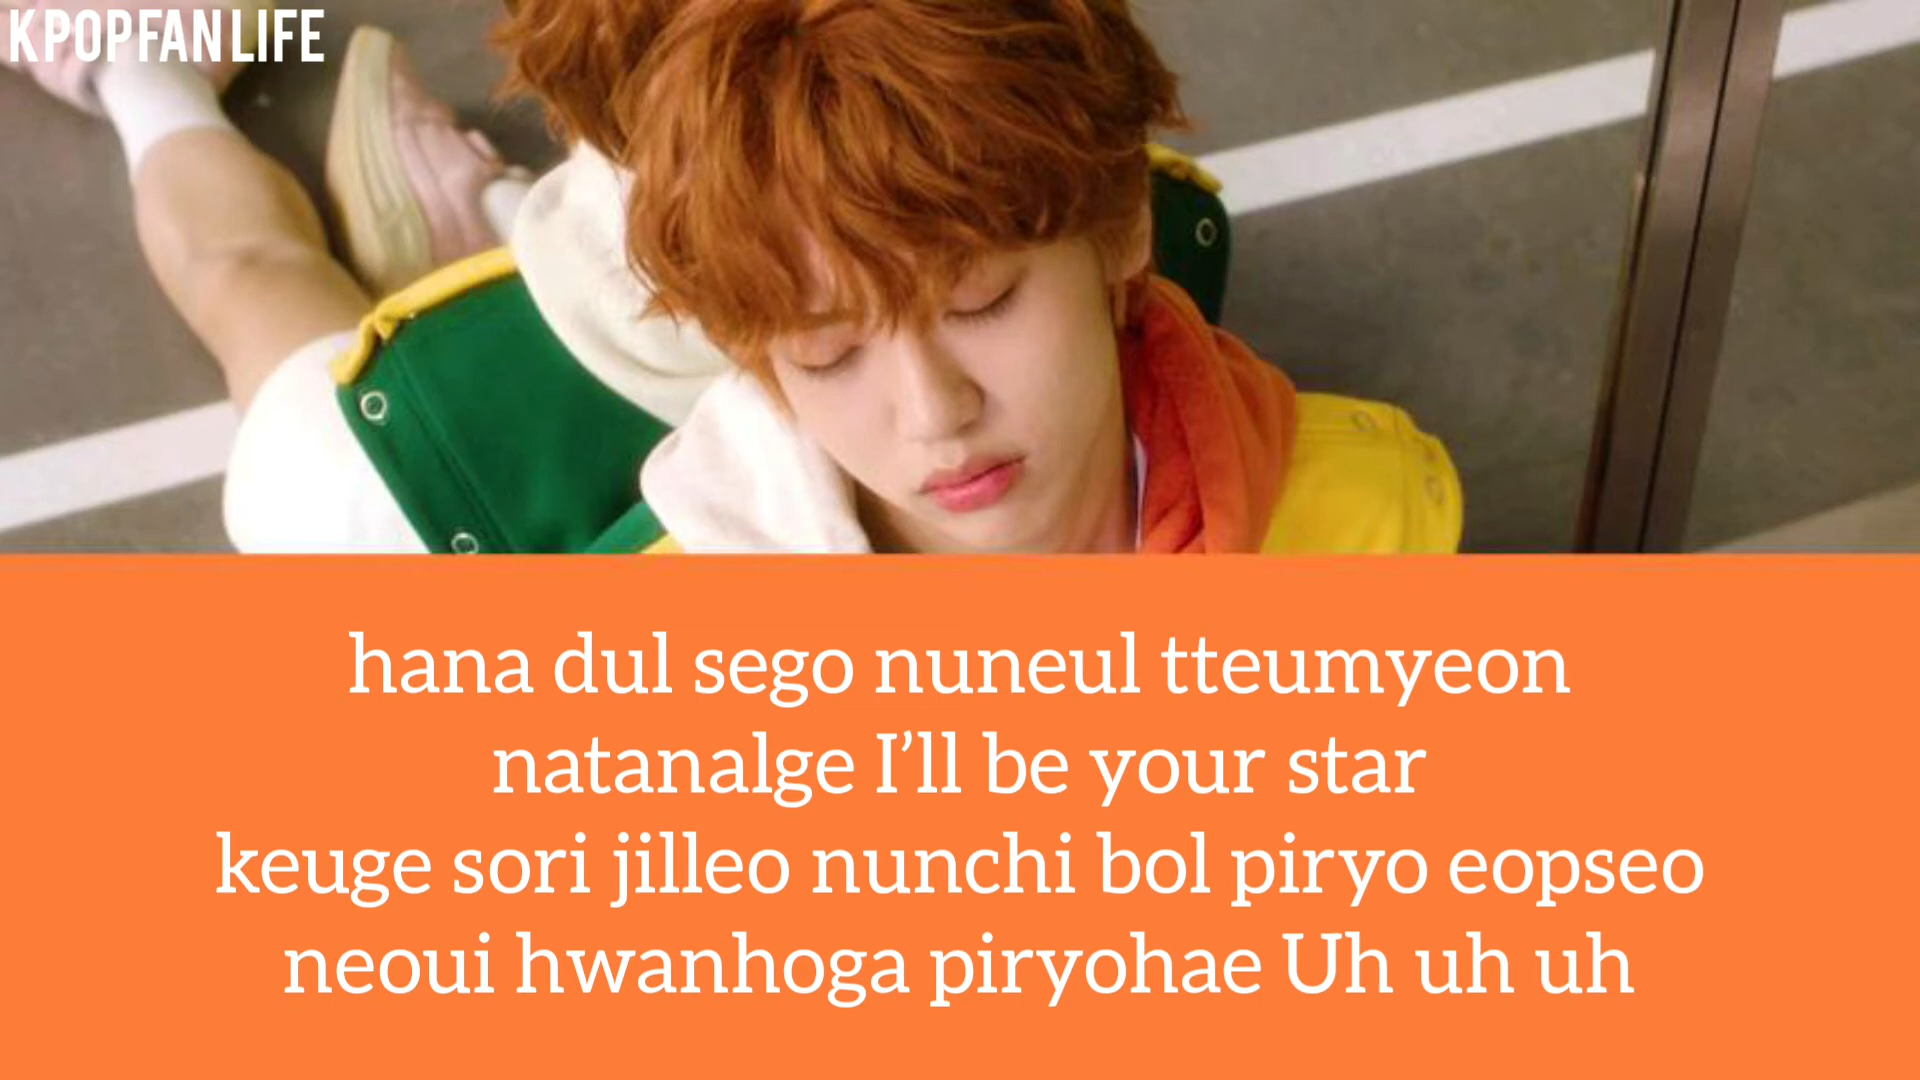 KPOPFANLIFE
hana dul sego nuneul tteumyeon
natanalge I’ll be your star
keuge sori jilleo nunchi bol piryo eopseo
neoui hwanhoga piryohae Uh uh uh